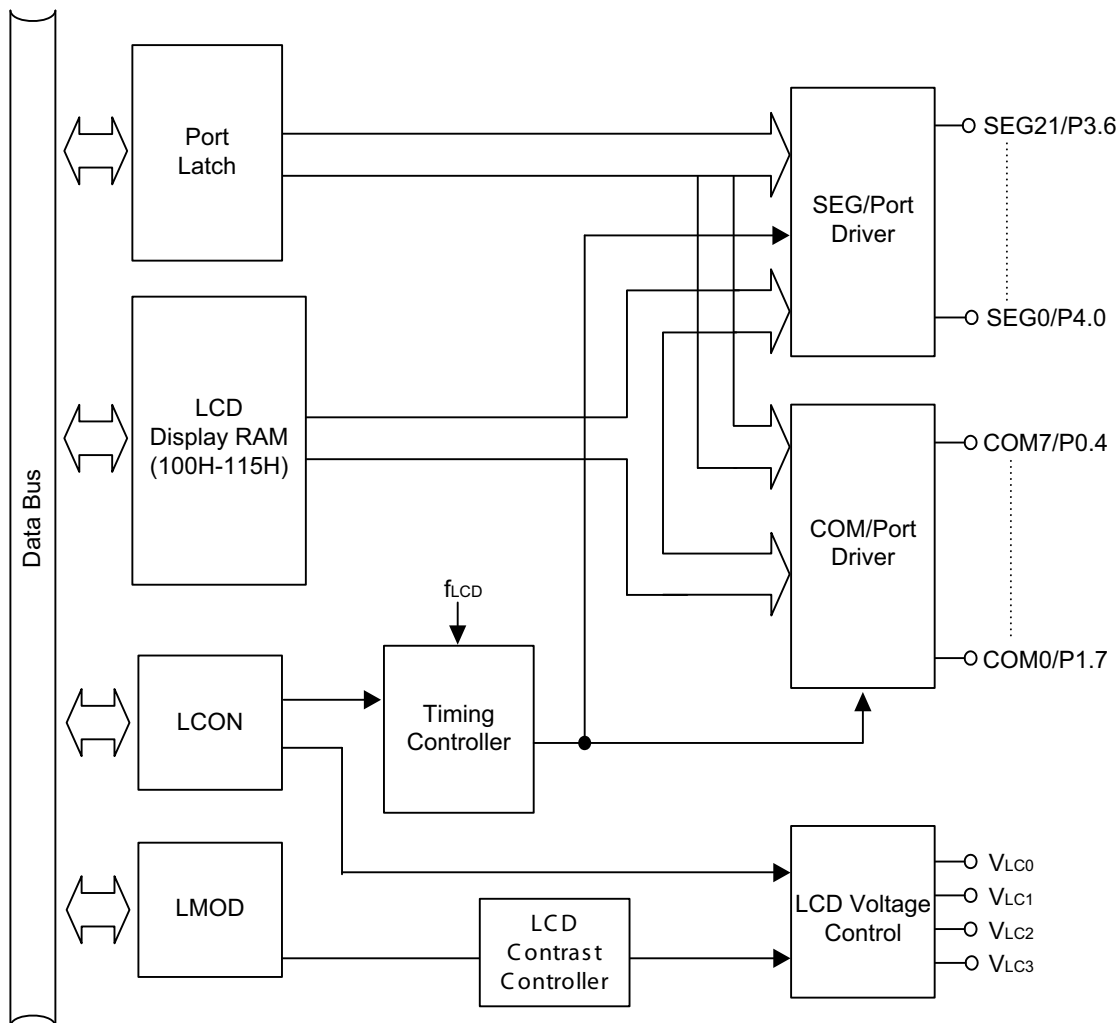 Data Bus
Port
Latch
SEG/Port
Driver
SEG21/P3.6
SEG0/P4.0
LCD
Display RAM
(100H-115H)
COM/Port
Driver
COM7/P0.4
COM0/P1.7
fLCD
LCON
Timing
Controller
LMOD
LCD
Contrast
Controller
LCD Voltage
Control
VLC0
VLC1
VLC2
VLC3